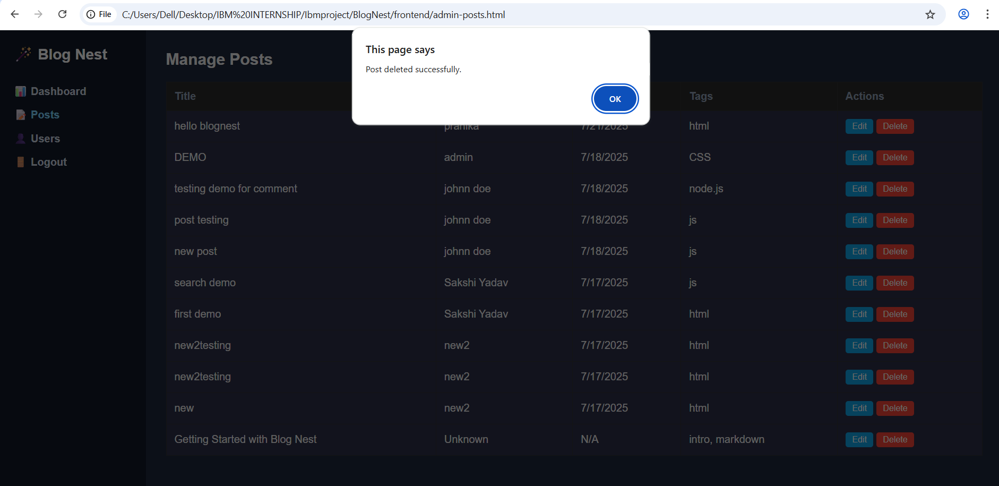 File C:/Users/Dell/Desktop/IBM%20INTERNSHIP/Ibmproject/BlogNest/frontend/admin-posts.html
This page says
Post deleted successfully.
OK
Blog Nest
Dashboard
Posts
Users
Logout
Manage Posts
Title Tags Actions
hello blognest pranika 7/21/2025 html Edit Delete
DEMO admin 7/18/2025 CSS Edit Delete
testing demo for comment johnn doe 7/18/2025 node.js Edit Delete
post testing johnn doe 7/18/2025 js Edit Delete
new post johnn doe 7/18/2025 js Edit Delete
search demo Sakshi Yadav 7/17/2025 js Edit Delete
first demo Sakshi Yadav 7/17/2025 html Edit Delete
new2testing new2 7/17/2025 html Edit Delete
new2testing new2 7/17/2025 html Edit Delete
new new2 7/17/2025 html Edit Delete
Getting Started with Blog Nest Unknown N/A intro, markdown Edit Delete